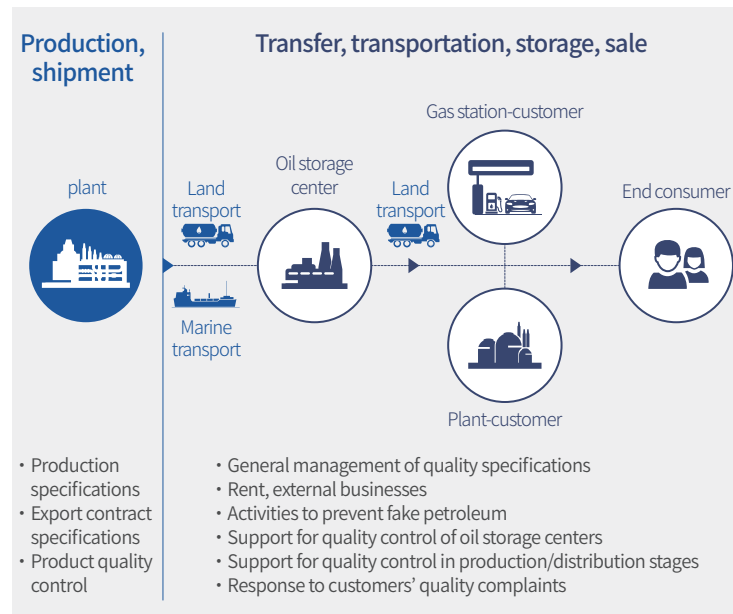 Production,
shipment
Transfer, transportation, storage, sale
plant
Land
transport
Marine
transport
Oil storage
center
Land
transport
Gas station-customer
Plant-customer
End consumer
・Production
specifications
・Export contract
specifications
・Product quality
control
・General management of quality specifications
・Rent, external businesses
・Activities to prevent fake petroleum
・Support for quality control of oil storage centers
・Support for quality control in production/distribution stages
・Response to customers’ quality complaints